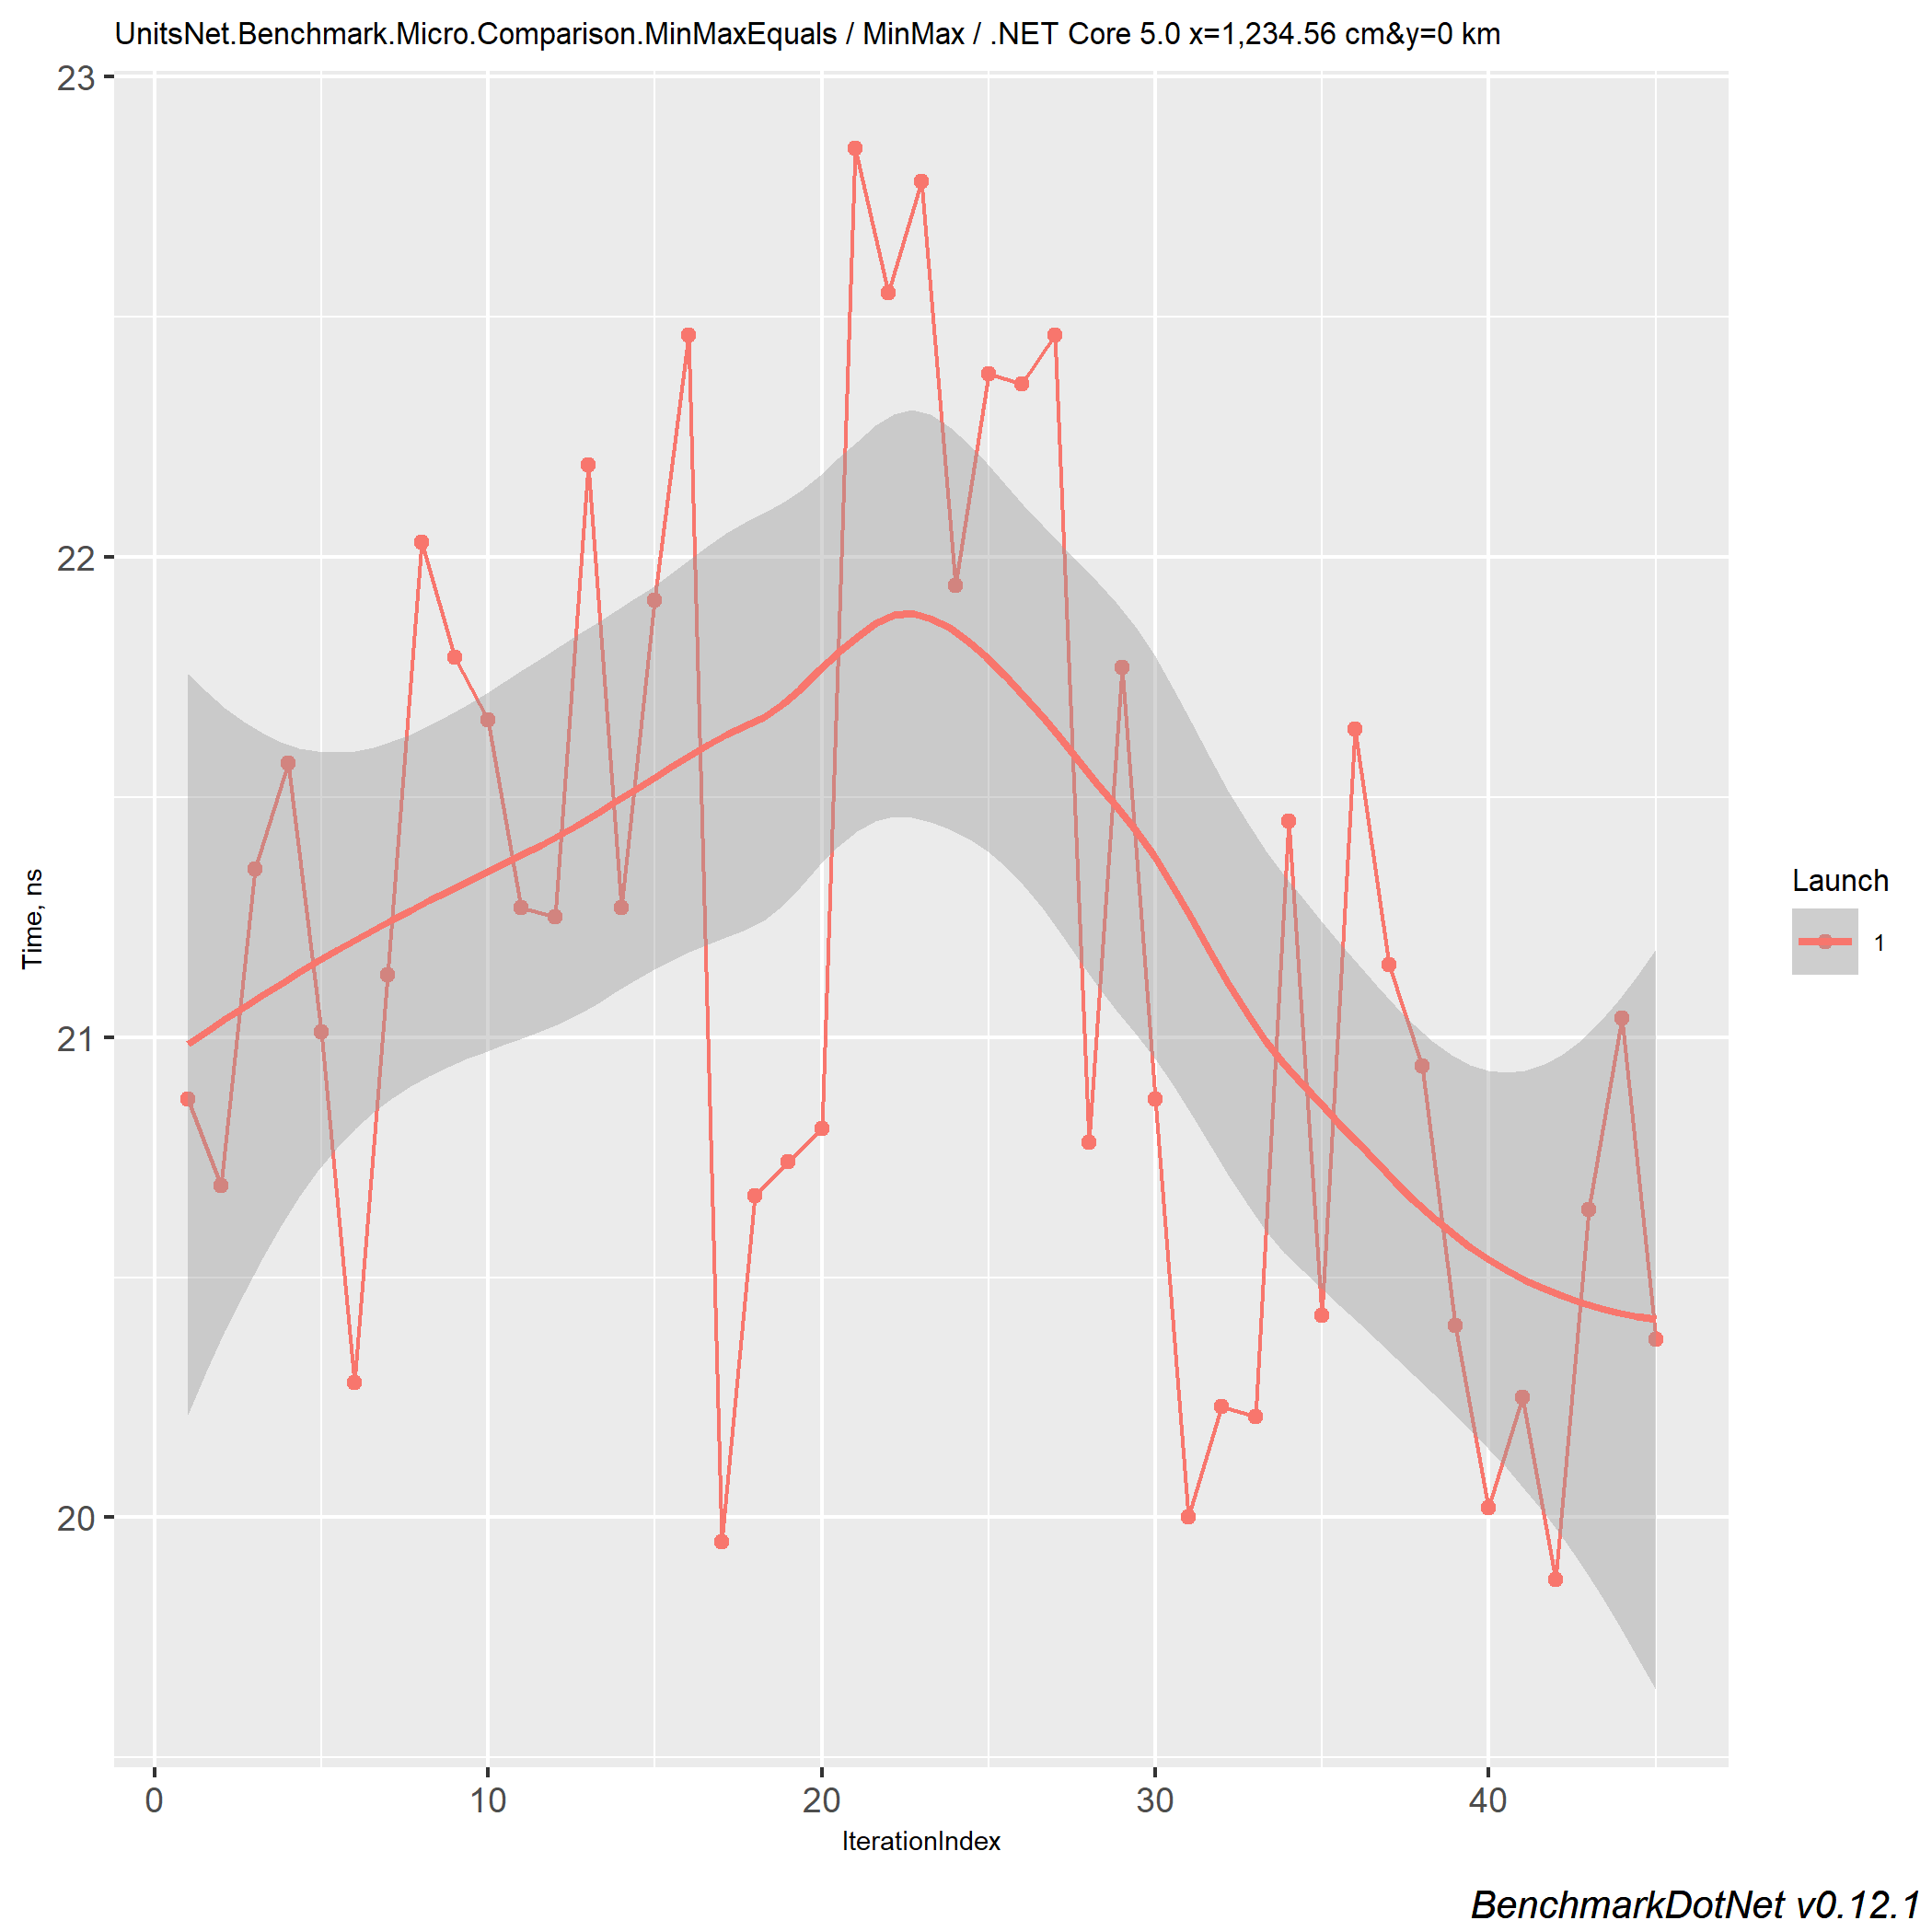 UnitsNet.Benchmark.Micro.Comparison.MinMaxEquals / MinMax / .NET Core 5.0 x=1,234.56 cm&y=0 km
23
22
21
20
Time, ns
0 10 20 30 40
IterationIndex
Launch
1
BenchmarkDotNet v0.12.1